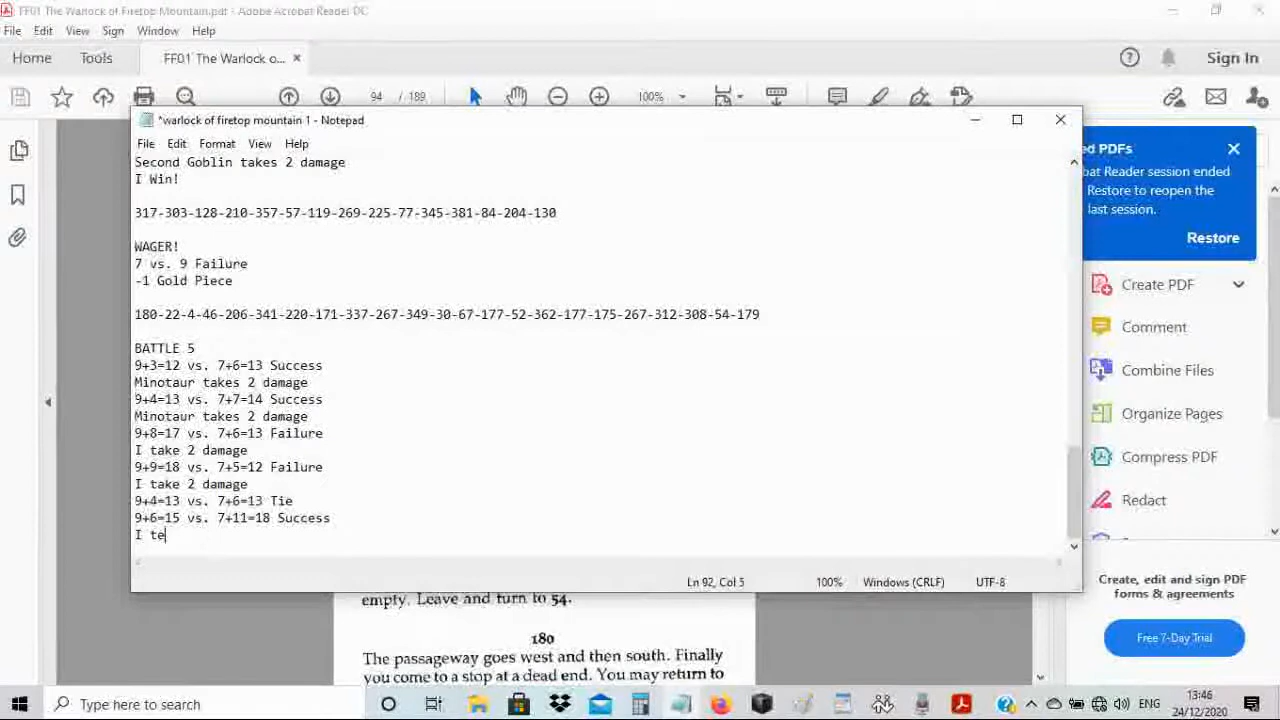 FF01 The Warlock of Firetop Mountain.pdf - Adobe Acrobat Reader DC
File Edit View Sign Window Help
Home Tools FF01 The Warlock o... Sign In
94 / 189 100%
*warlock of firetop mountain 1 - Notepad
File Edit Format View Help
Second Goblin takes 2 damage
I Win!
317-303-128-210-357-57-119-269-225-77-345-381-84-204-130
WAGER!
7 vs. 9 Failure
-1 Gold Piece
180-22-4-46-206-341-220-171-337-267-349-30-67-177-52-362-177-175-267-312-308-54-179
BATTLE 5
9+3=12 vs. 7+6=13 Success
Minotaur takes 2 damage
9+4=13 vs. 7+7=14 Success
Minotaur takes 2 damage
9+8=17 vs. 7+6=13 Failure
I take 2 damage
9+9=18 vs. 7+5=12 Failure
I take 2 damage
9+4=13 vs. 7+6=13 Tie
9+6=15 vs. 7+11=18 Success
I te
Ln 92, Col 5 100% Windows (CRLF) UTF-8
ed PDFs
bat Reader session ended
Restore to reopen the
last session.
Restore
Create PDF
Comment
Combine Files
Organize Pages
Compress PDF
Redact
Create, edit and sign PDF
forms & agreements
Free 7-Day Trial
empty. Leave and turn to 54.
180
The passageway goes west and then south. Finally
you come to a stop at a dead end. You may return to
Type here to search
ENG
13:46
24/12/2020